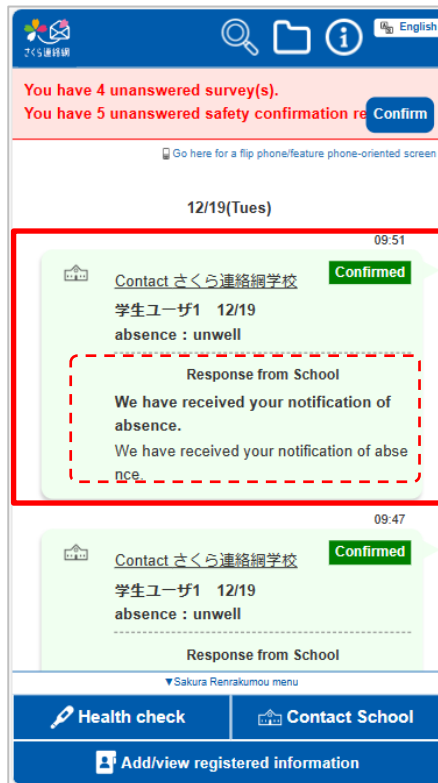 さくら連絡網
English
You have 4 unanswered survey(s).
You have 5 unanswered safety confirmation re
Confirm
Go here for a flip phone/feature phone-oriented screen
12/19(Tues)
09:51
Contact さくら連絡網学校
Confirmed
学生ユーザ1 12/19
absence：unwell
Response from School
We have received your notification of
absence.
We have received your notification of abse
nce.
09:47
Contact さくら連絡網学校
Confirmed
学生ユーザ1 12/19
absence：unwell
Response from School
▼Sakura Renrakumou menu
Health check
Contact School
Add/view registered information